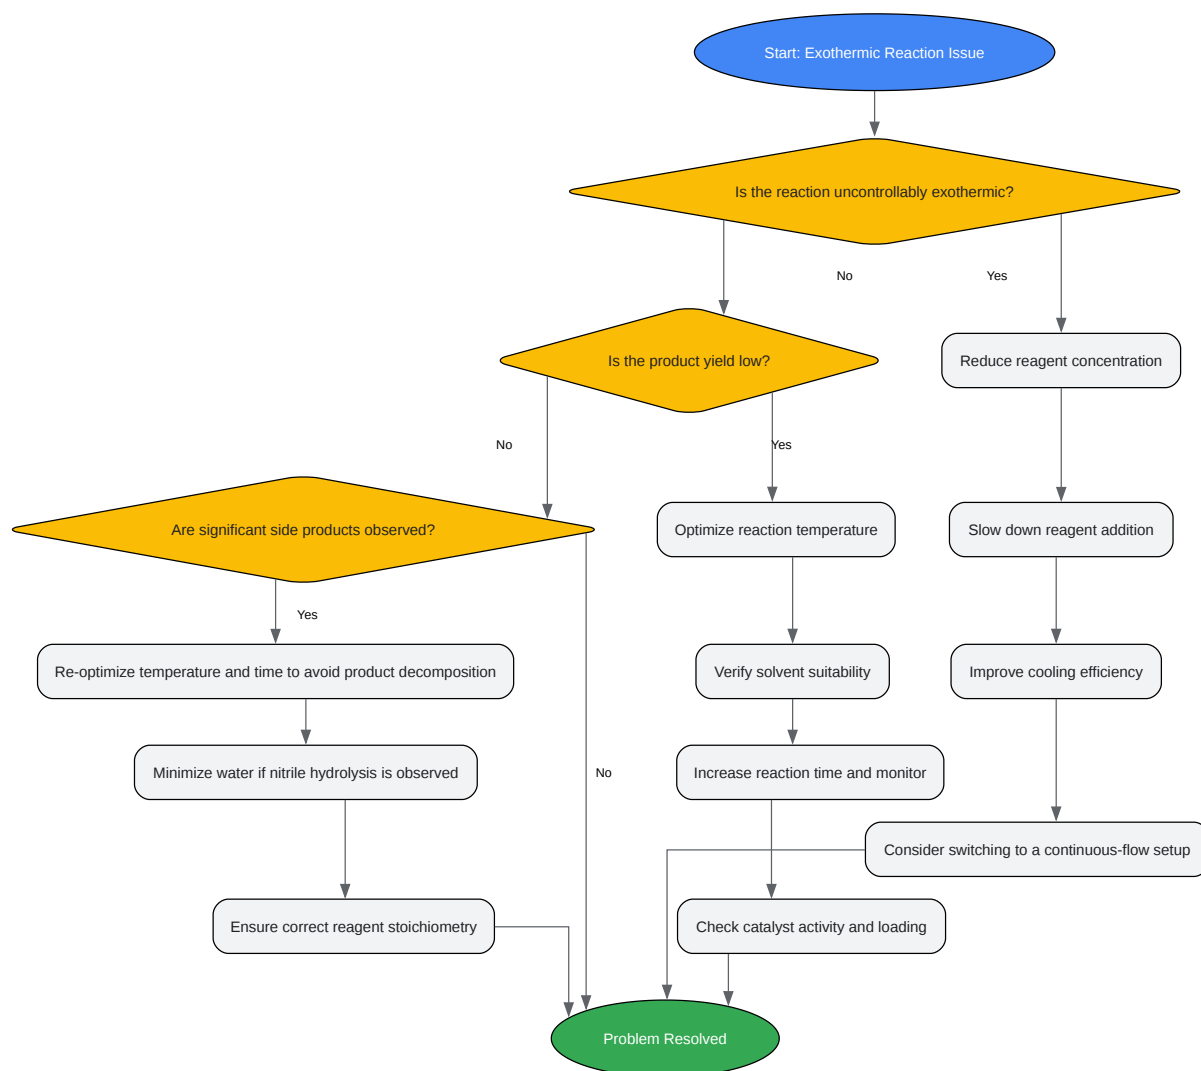 Start: Exothermic Reaction Issue
Is the reaction uncontrollably exothermic?
No
Yes
Is the product yield low?
Reduce reagent concentration
No
Yes
Are significant side products observed?
Optimize reaction temperature
Slow down reagent addition
Yes
Re-optimize temperature and time to avoid product decomposition
Verify solvent suitability
Improve cooling efficiency
Minimize water if nitrile hydrolysis is observed
No
Increase reaction time and monitor
Consider switching to a continuous-flow setup
Ensure correct reagent stoichiometry
Check catalyst activity and loading
Problem Resolved